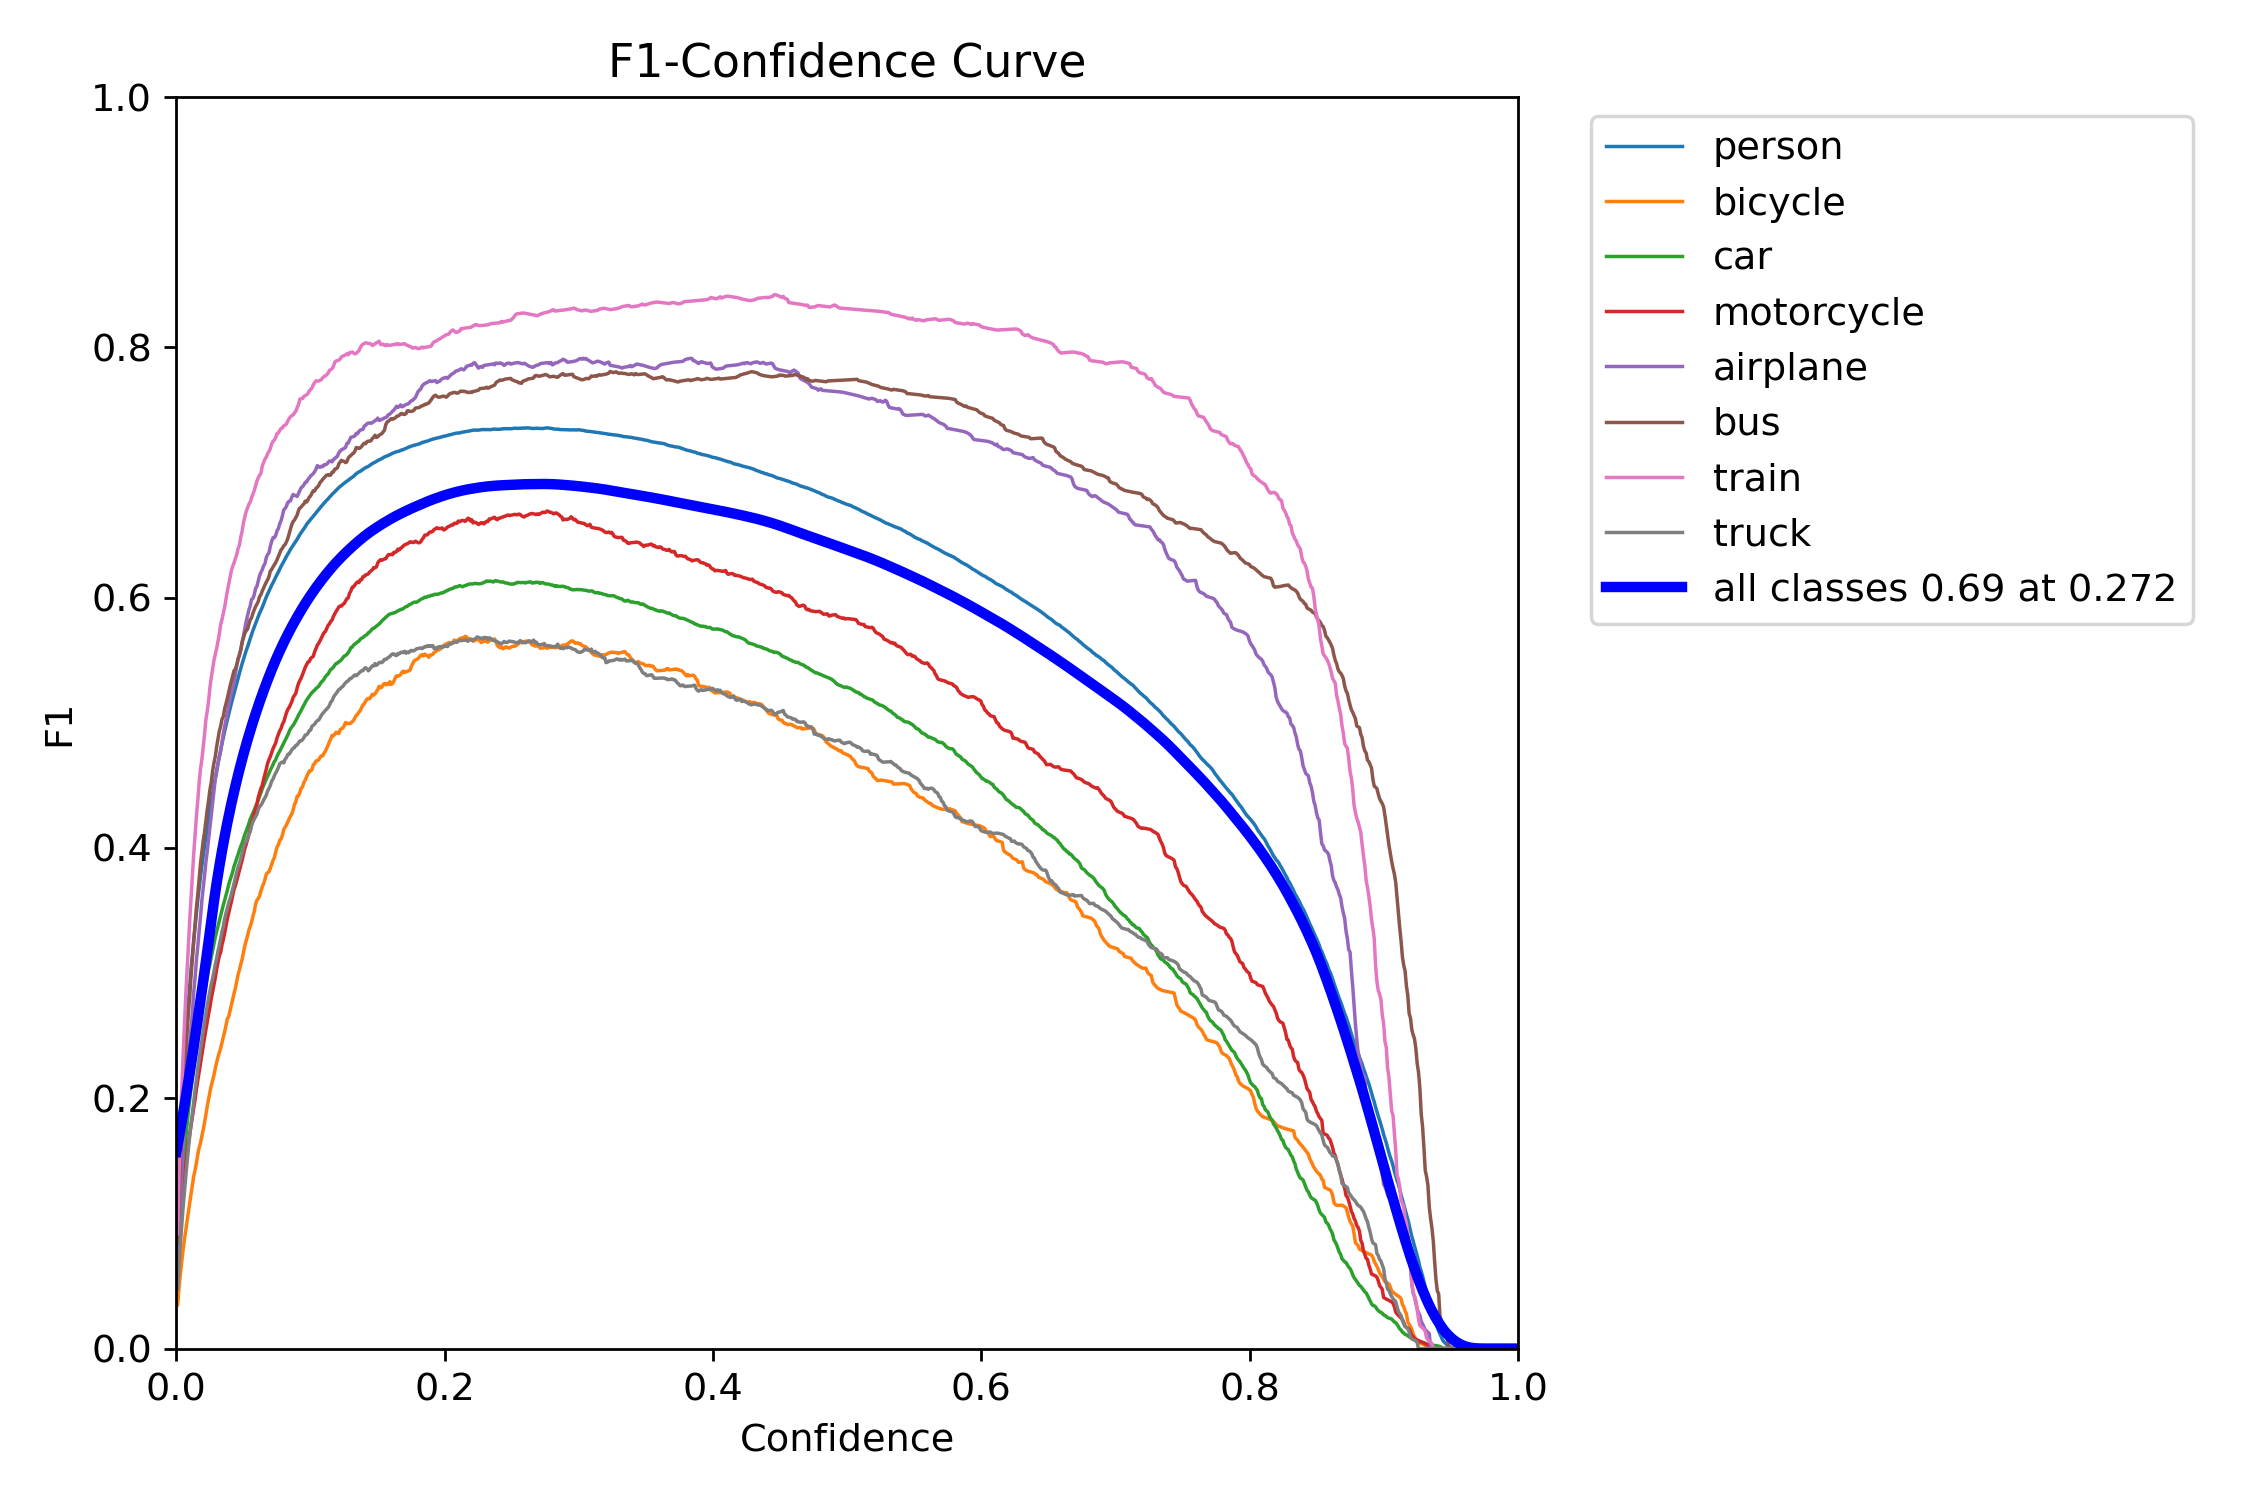 F1-Confidence Curve
1.0
0.8
0.6
0.4
0.2
0.0
F1
0.0 0.2 0.4 0.6 0.8 1.0
Confidence
person
bicycle
car
motorcycle
airplane
bus
train
truck
all classes 0.69 at 0.272